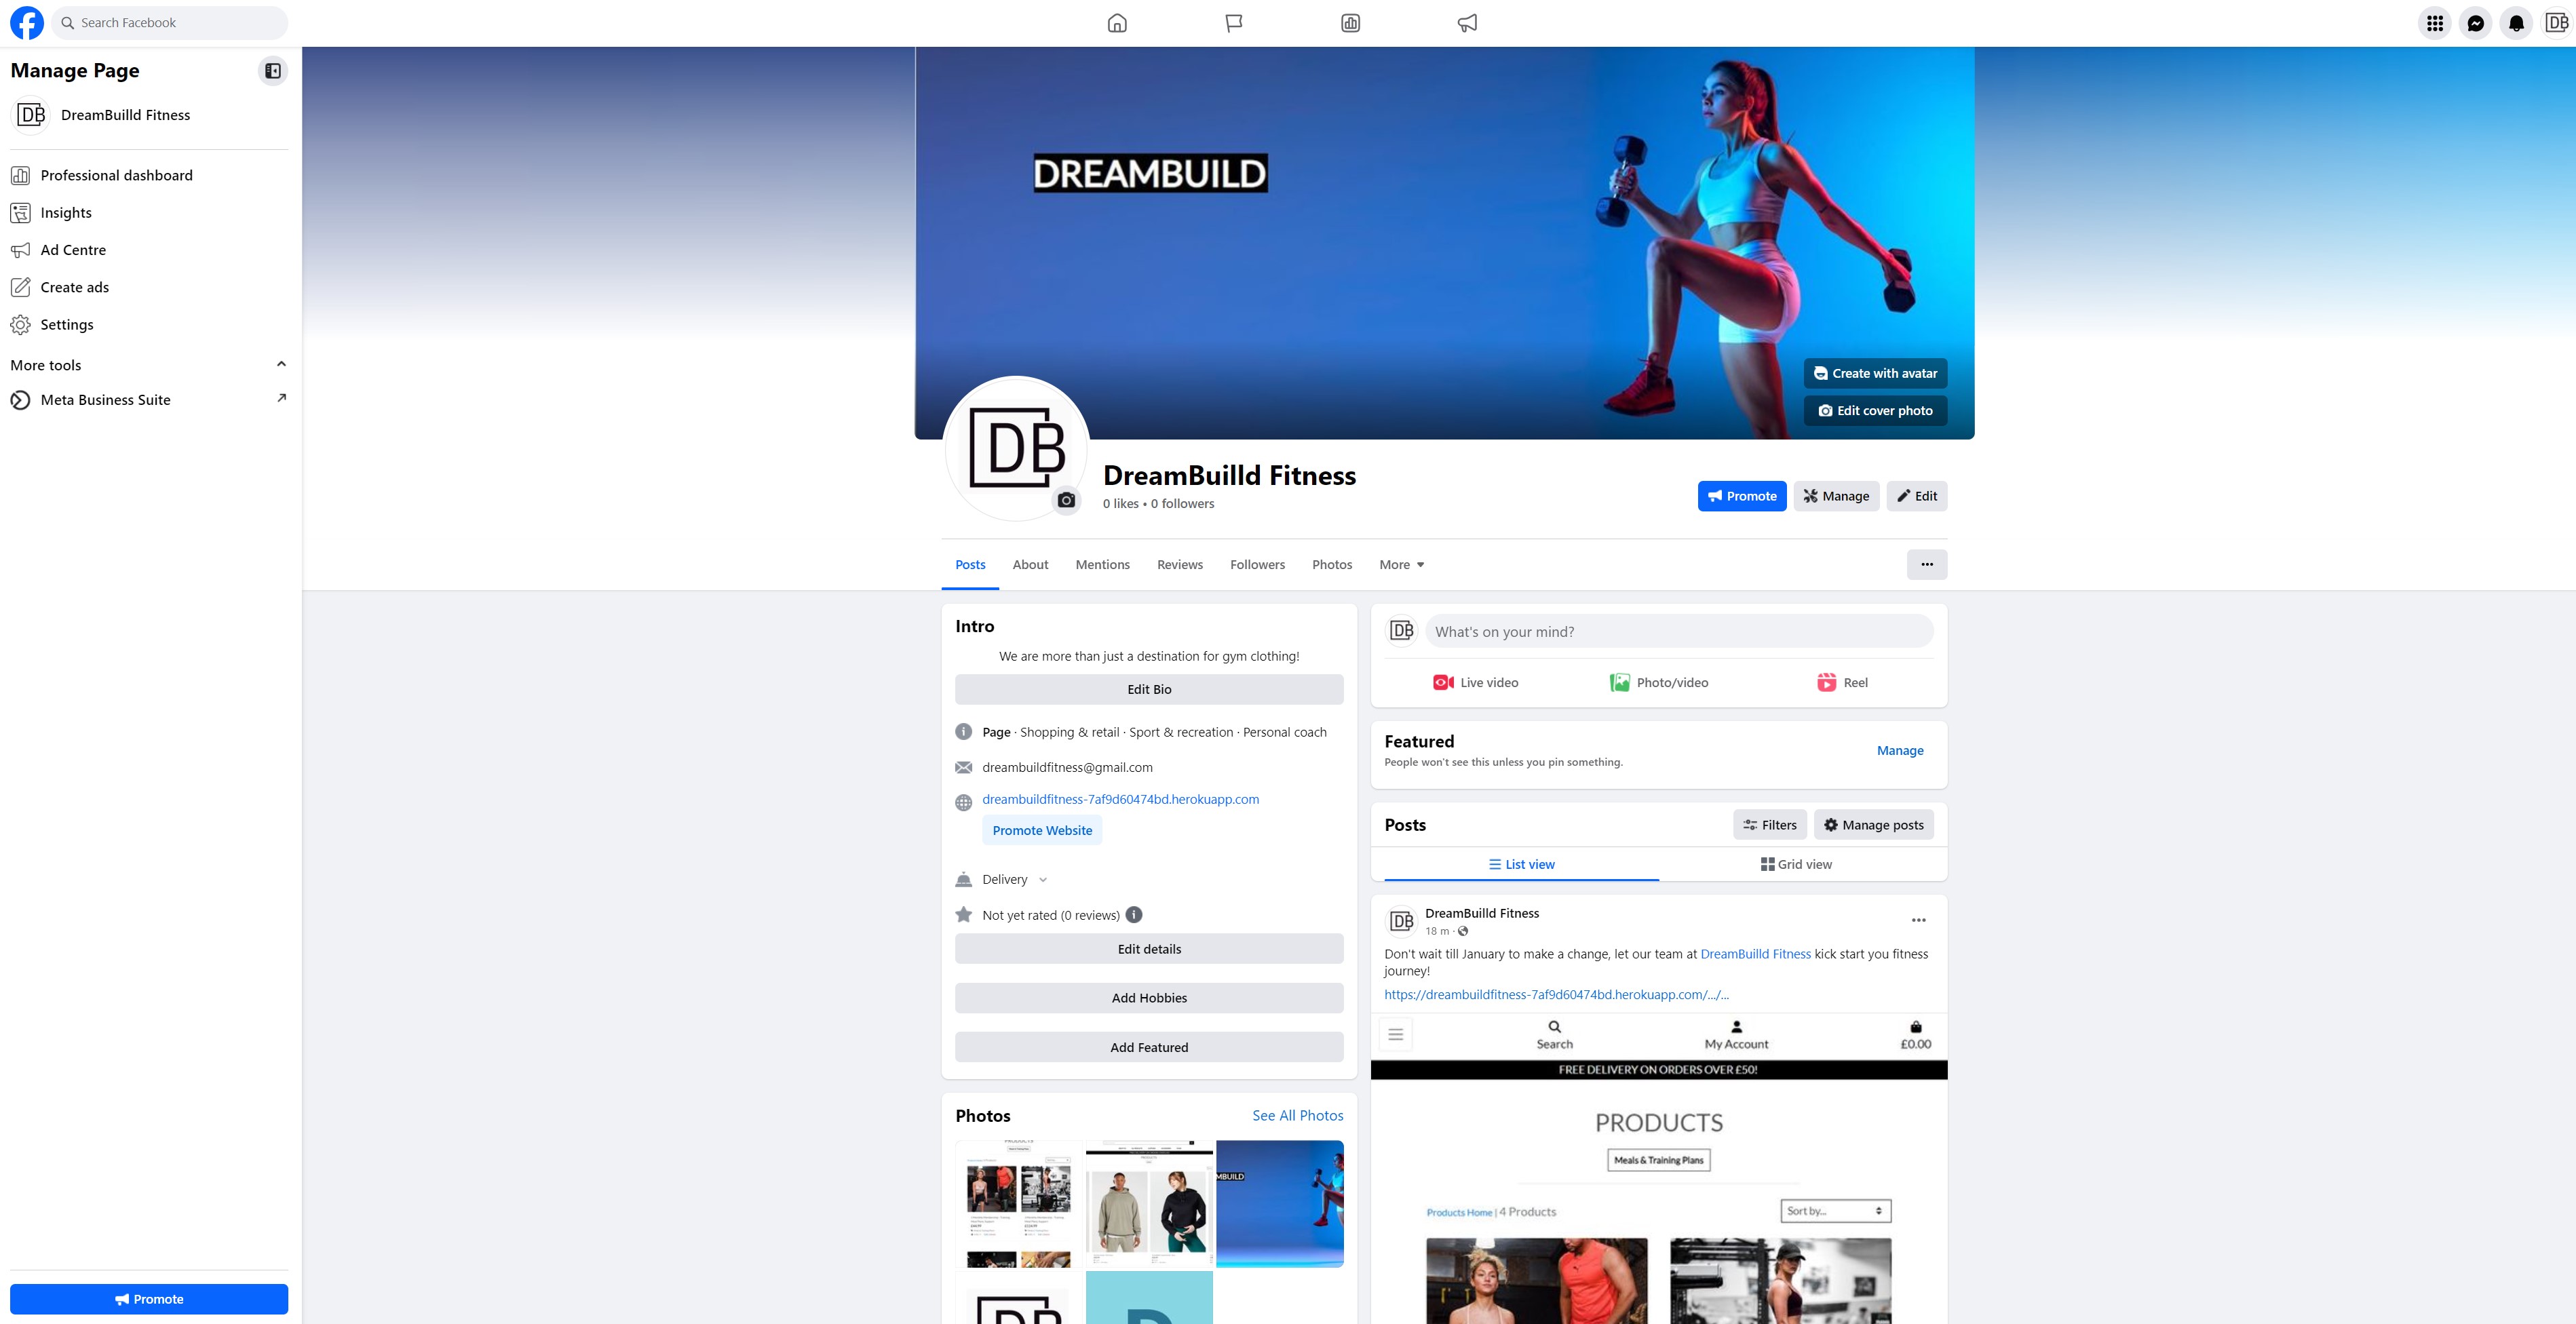 Search Facebook
DB
Manage Page
DB DreamBuilld Fitness
Professional dashboard
Insights
Ad Centre
Create ads
Settings
More tools
Meta Business Suite
Promote
DREAMBUILD
Create with avatar
Edit cover photo
DB
DreamBuilld Fitness
0 likes • 0 followers
Promote Manage Edit
Posts About Mentions Reviews Followers Photos More
Intro
We are more than just a destination for gym clothing!
Edit Bio
Page · Shopping & retail · Sport & recreation · Personal coach
dreambuildfitness@gmail.com
dreambuildfitness-7af9d60474bd.herokuapp.com
Promote Website
Delivery
Not yet rated (0 reviews)
Edit details
Add Hobbies
Add Featured
Photos See All Photos
PRODUCTS
MBUILD
DB
DB What's on your mind?
Live video Photo/video Reel
Featured
People won't see this unless you pin something.
Manage
Posts Filters Manage posts
List view Grid view
DB DreamBuilld Fitness
18 m ·
Don't wait till January to make a change, let our team at DreamBuilld Fitness kick start you fitness
journey!
https://dreambuildfitness-7af9d60474bd.herokuapp.com/.../...
Search My Account £0.00
FREE DELIVERY ON ORDERS OVER £50!
PRODUCTS
Meals & Training Plans
Products Home | 4 Products Sort by...